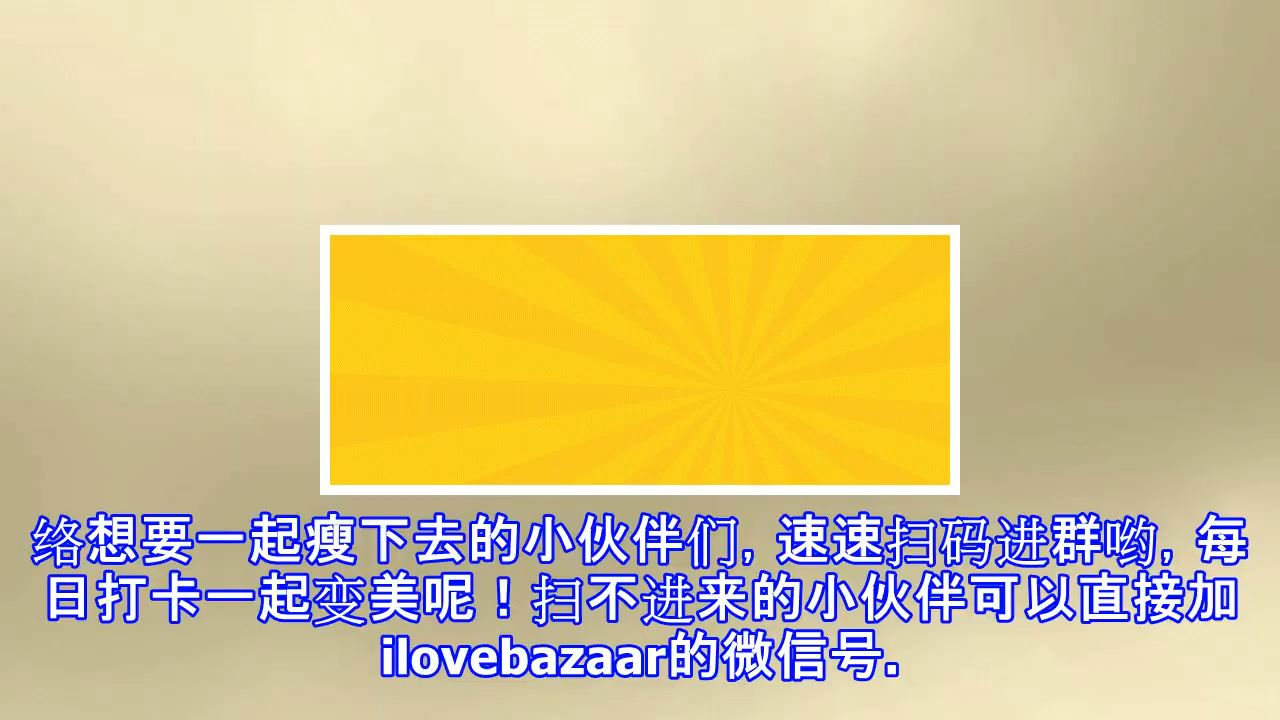 络想要一起瘦下去的小伙伴们, 速速扫码进群哟, 每
日打卡一起变美呢！扫不进来的小伙伴可以直接加
ilovebazaar的微信号.